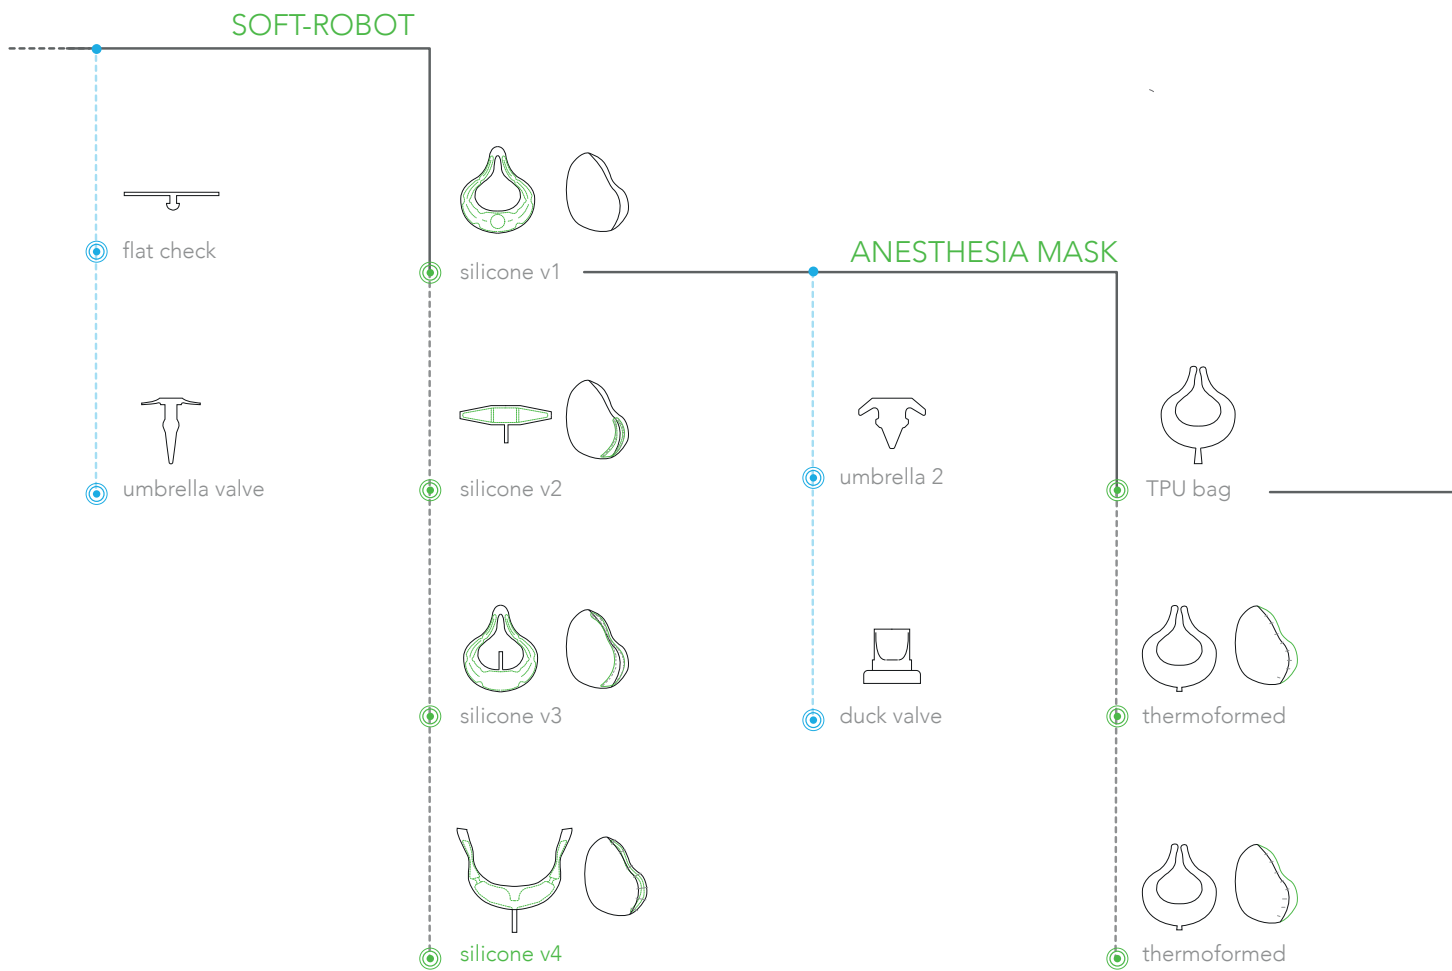 SOFT-ROBOT
flat check
umbrella valve
silicone v1
silicone v2
silicone v3
silicone v4
ANESTHESIA MASK
umbrella 2
duck valve
TPU bag
thermoformed
thermoformed